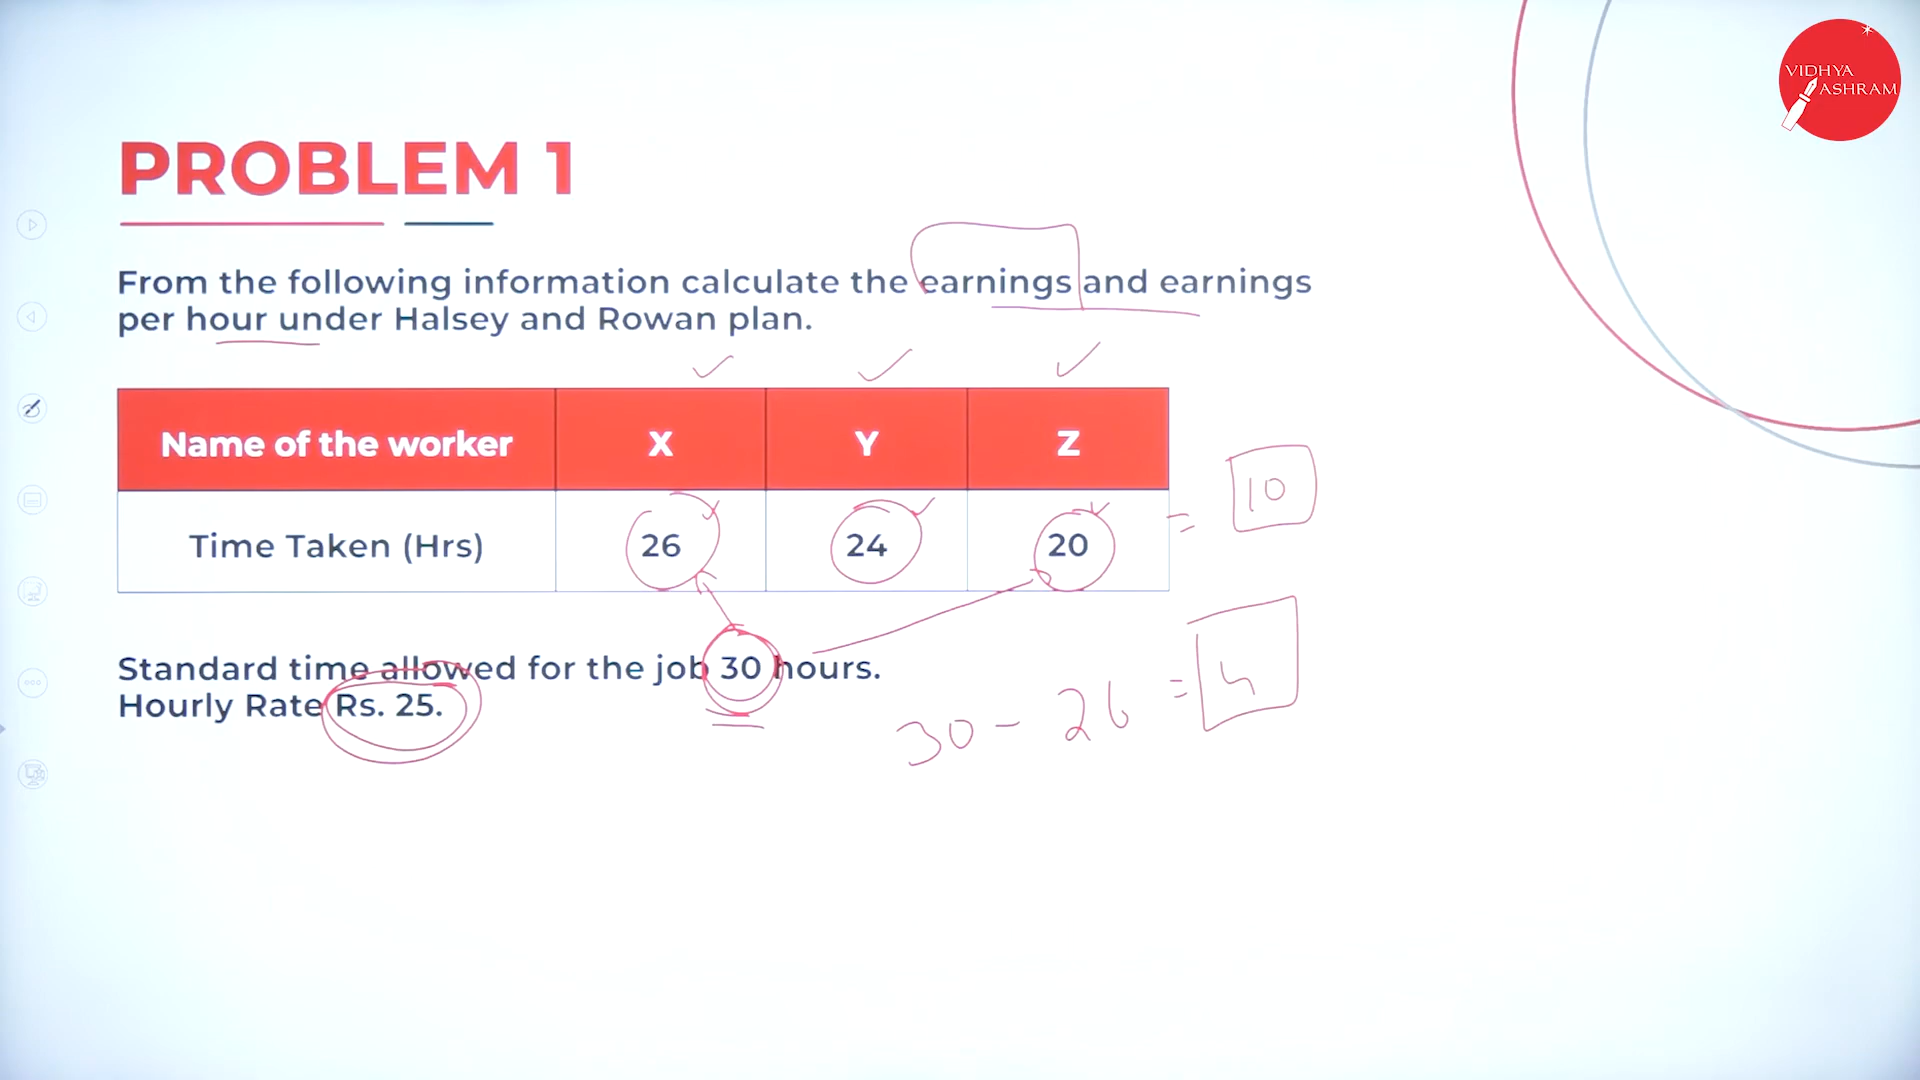 VIDHYA
ASHRAM
PROBLEM 1
From the following information calculate the earnings and earnings
per hour under Halsey and Rowan plan.
Name of the worker X Y Z
Time Taken (Hrs) 26 24 20
= 10
Standard time allowed for the job 30 hours.
Hourly Rate Rs. 25.
30 - 26 = 4